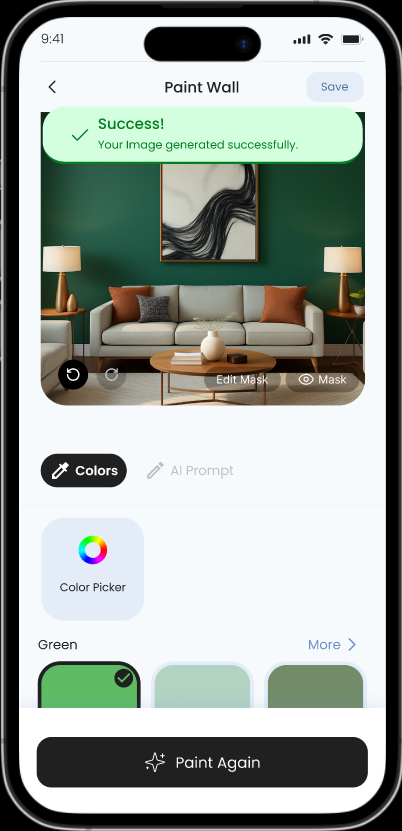 9:41
Paint Wall
Save
Success!
Your Image generated successfully.
Edit Mask
Mask
Colors
AI Prompt
Color Picker
Green
More
Paint Again